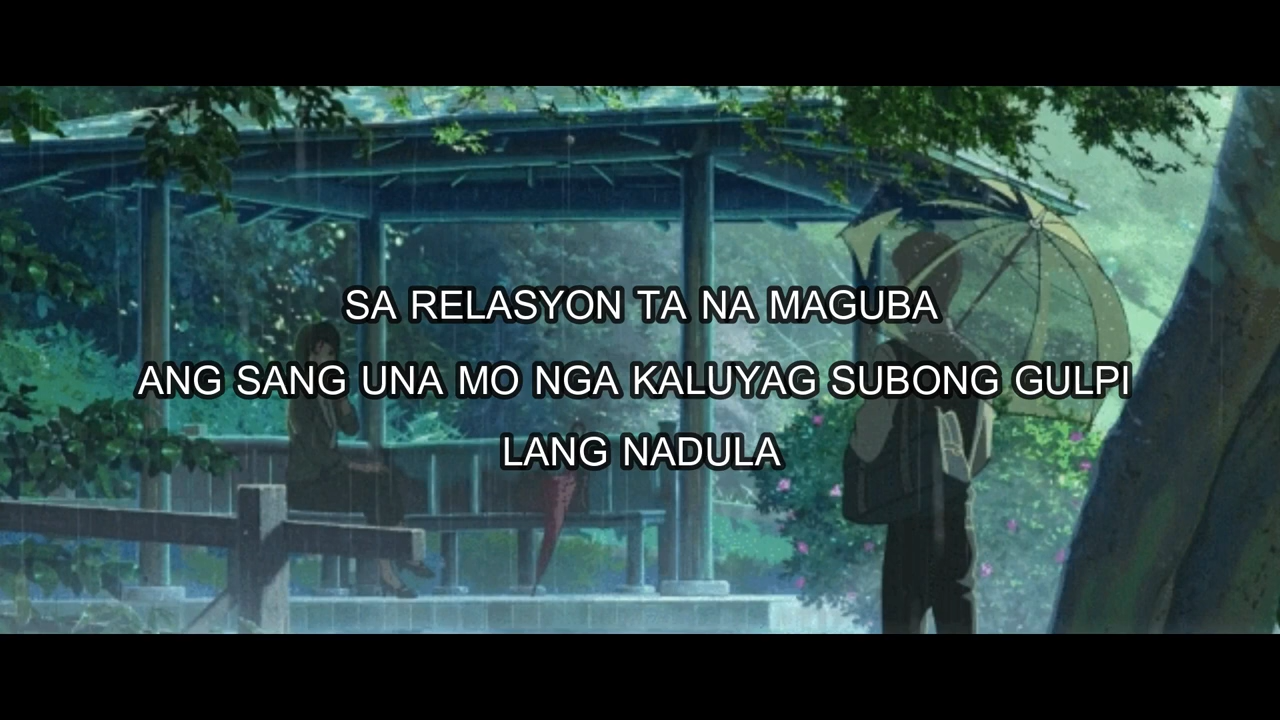 SA RELASYON TA NA MAGUBA
ANG SANG UNA MO NGA KALUYAG SUBONG GULPI
LANG NADULA